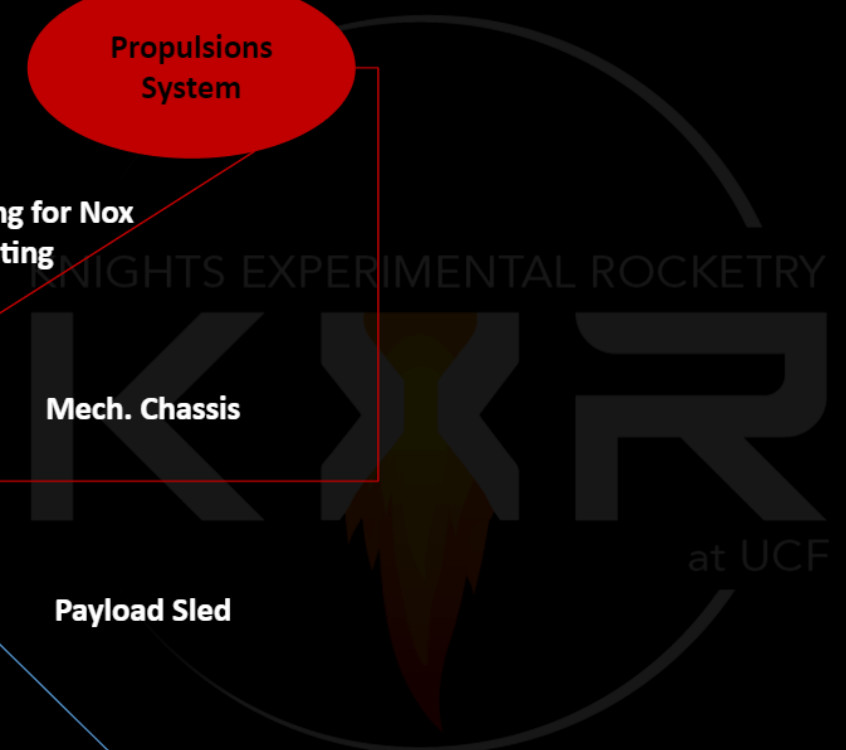 Propulsions
System
ng for Nox
ting
KNIGHTS EXPERIMENTAL ROCKETRY
KXR
Mech. Chassis
at UCF
Payload Sled